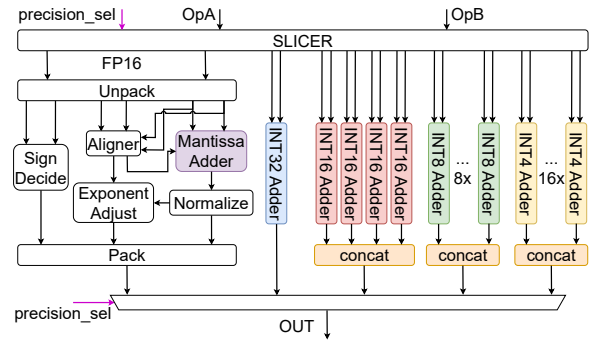 precision_sel OpA OpB
SLICER
FP16
Unpack
Sign
Decide
Aligner
Mantissa
Adder
Exponent
Adjust
Normalize
Pack
INT32 Adder
INT16 Adder
INT16 Adder
INT16 Adder
INT16 Adder
INT8 Adder
...
8x
INT8 Adder
INT4 Adder
...
16x
INT4 Adder
concat
concat
concat
precision_sel
OUT